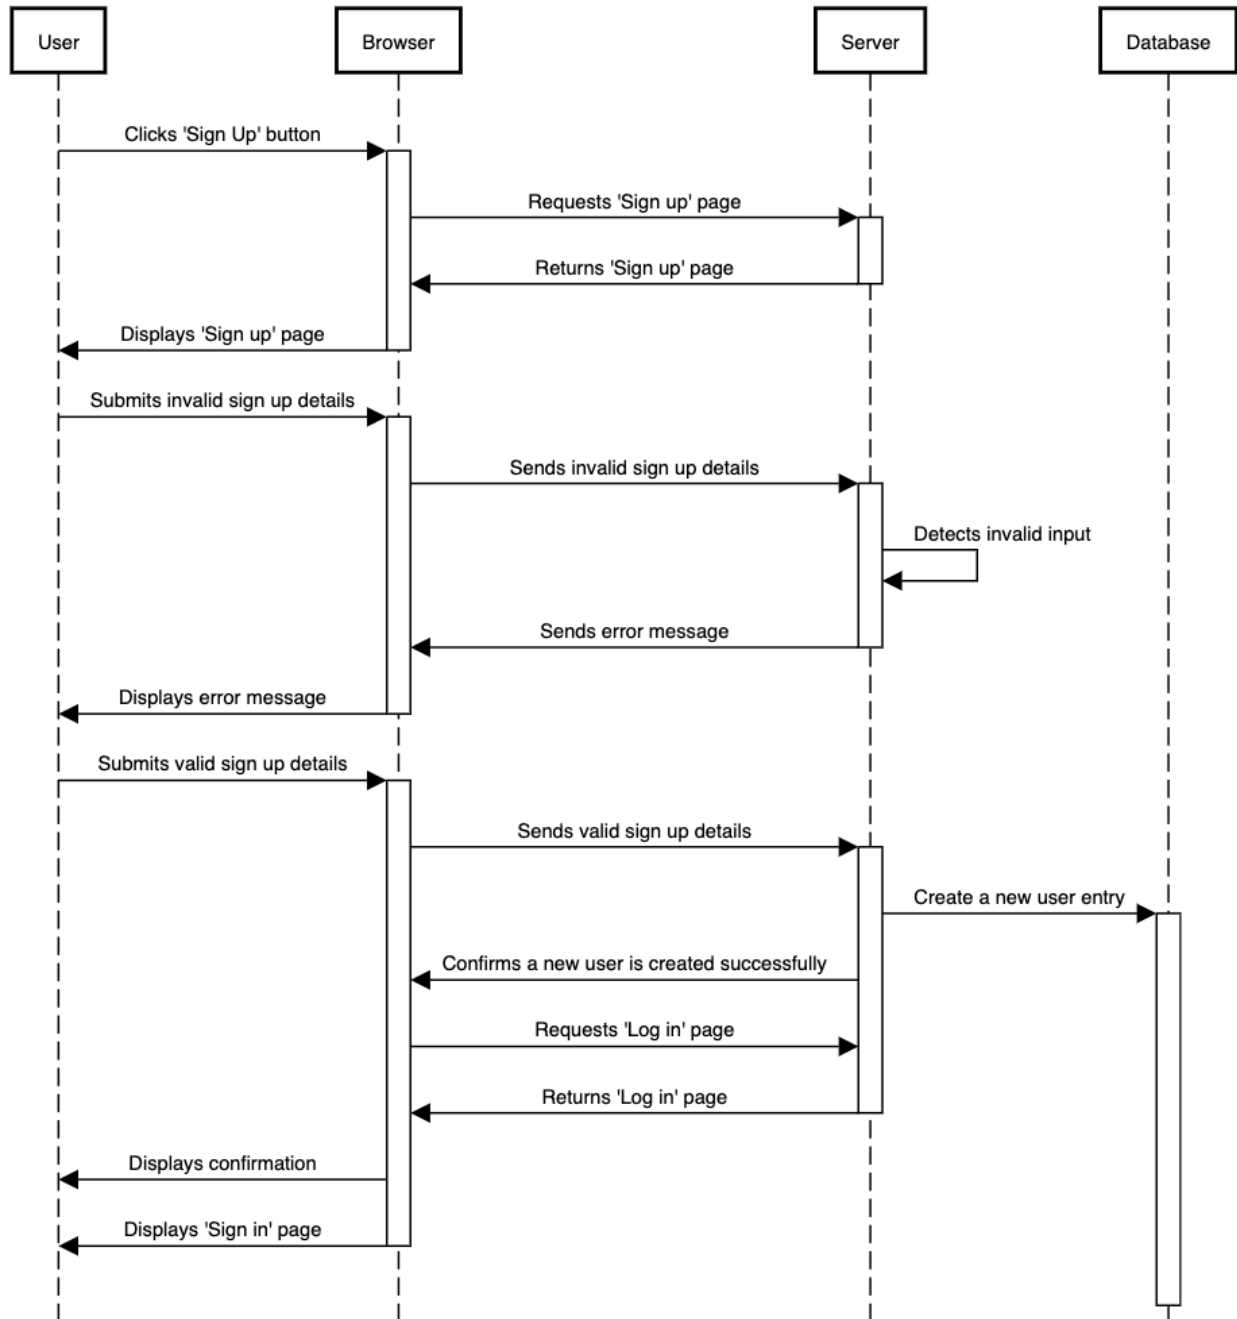 User
Browser
Server
Database
Clicks 'Sign Up' button
Requests 'Sign up' page
Returns 'Sign up' page
Displays 'Sign up' page
Submits invalid sign up details
Sends invalid sign up details
Detects invalid input
Sends error message
Displays error message
Submits valid sign up details
Sends valid sign up details
Create a new user entry
Confirms a new user is created successfully
Requests 'Log in' page
Returns 'Log in' page
Displays confirmation
Displays 'Sign in' page